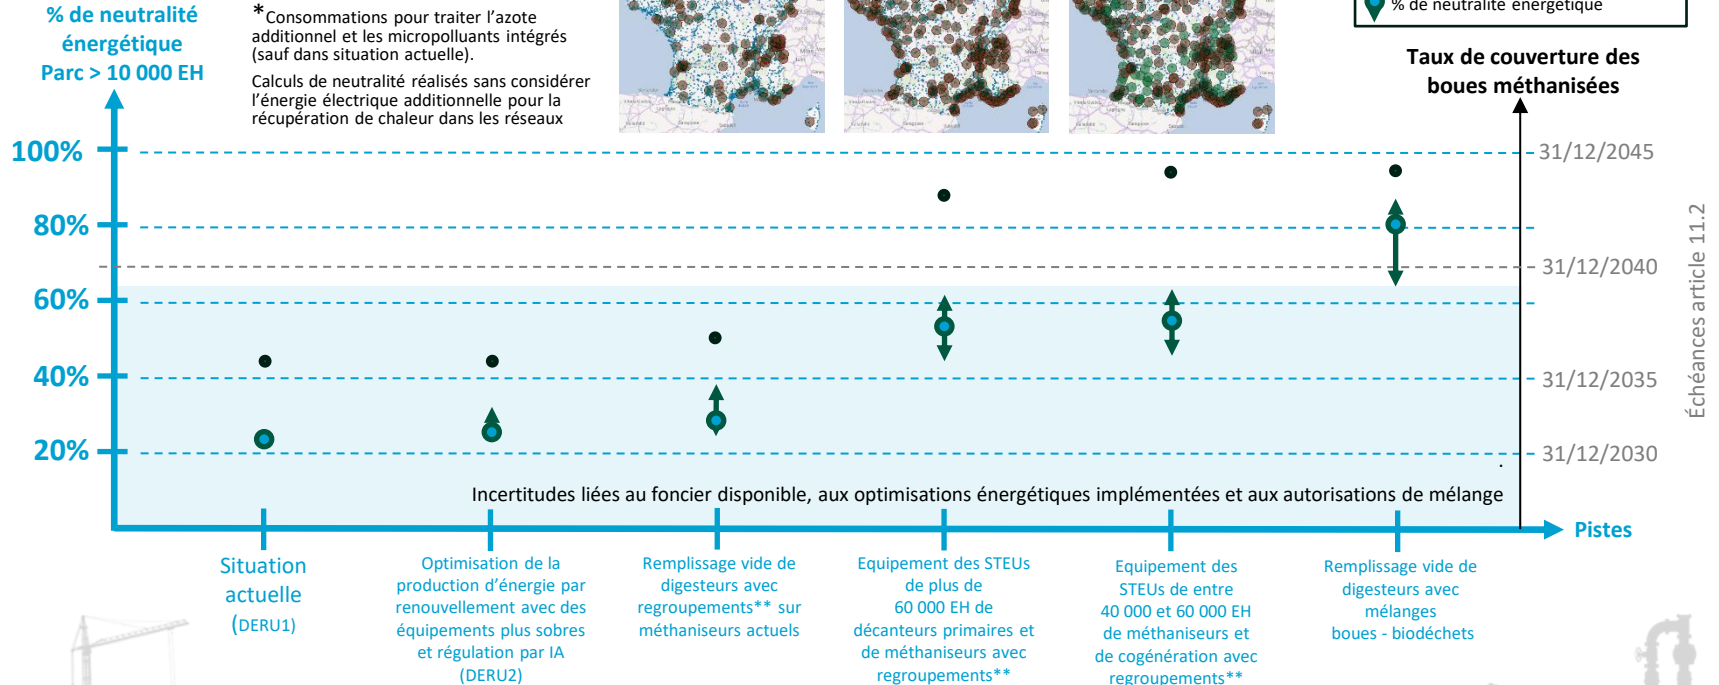 % de neutralité
énergétique
Parc > 10 000 EH
*Consommations pour traiter l'azote
additionnel et les micropolluants intégrés
(sauf dans situation actuelle).
Calculs de neutralité réalisés sans considérer
l'énergie électrique additionnelle pour la
récupération de chaleur dans les réseaux
% de neutralité énergétique
Taux de couverture des
boues méthanisées
100%
80%
60%
40%
20%
31/12/2045
31/12/2040
31/12/2035
31/12/2030
Échéances article 11.2
Incertitudes liées au foncier disponible, aux optimisations énergétiques implémentées et aux autorisations de mélange
Pistes
Situation
actuelle
(DERU1)
Optimisation de la
production d'énergie par
renouvellement avec des
équipements plus sobres
et régulation par IA
(DERU2)
Remplissage vide de
digesteurs avec
regroupements** sur
méthaniseurs actuels
Equipement des STEUs
de plus de
60 000 EH de
décanteurs primaires et
de méthaniseurs avec
regroupements**
Equipement des
STEUs de entre
40 000 et 60 000 EH
de méthaniseurs et
de cogénération avec
regroupements**
Remplissage vide de
digesteurs avec
mélanges
boues - biodéchets